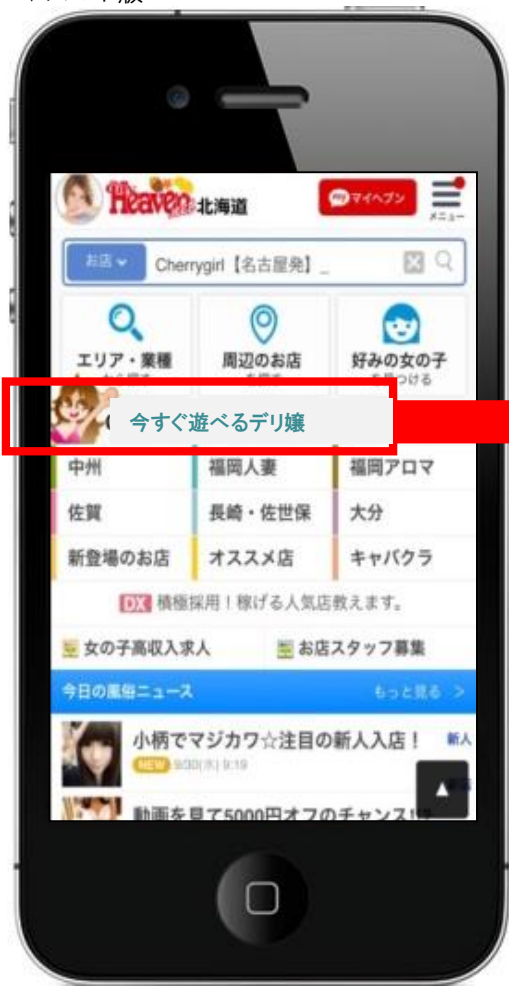 Heaven 北海道
マイヘブン
メニュー
お店 Cherrygirl【名古屋発】_
エリア・業種
周辺のお店
好みの女の子
今すぐ遊べるデリ嬢
中州 福岡人妻 福岡アロマ
佐賀 長崎・佐世保 大分
新登場のお店 オススメ店 キャバクラ
DX 積極採用!稼げる人気店教えます。
女の子高収入求人 お店スタッフ募集
今日の風俗ニュース もっと見る >
小柄でマジカワ☆注目の新人入店! 新人
NEW 9/30(水) 9:19
動画を見て5000円オフのチャンス!!?